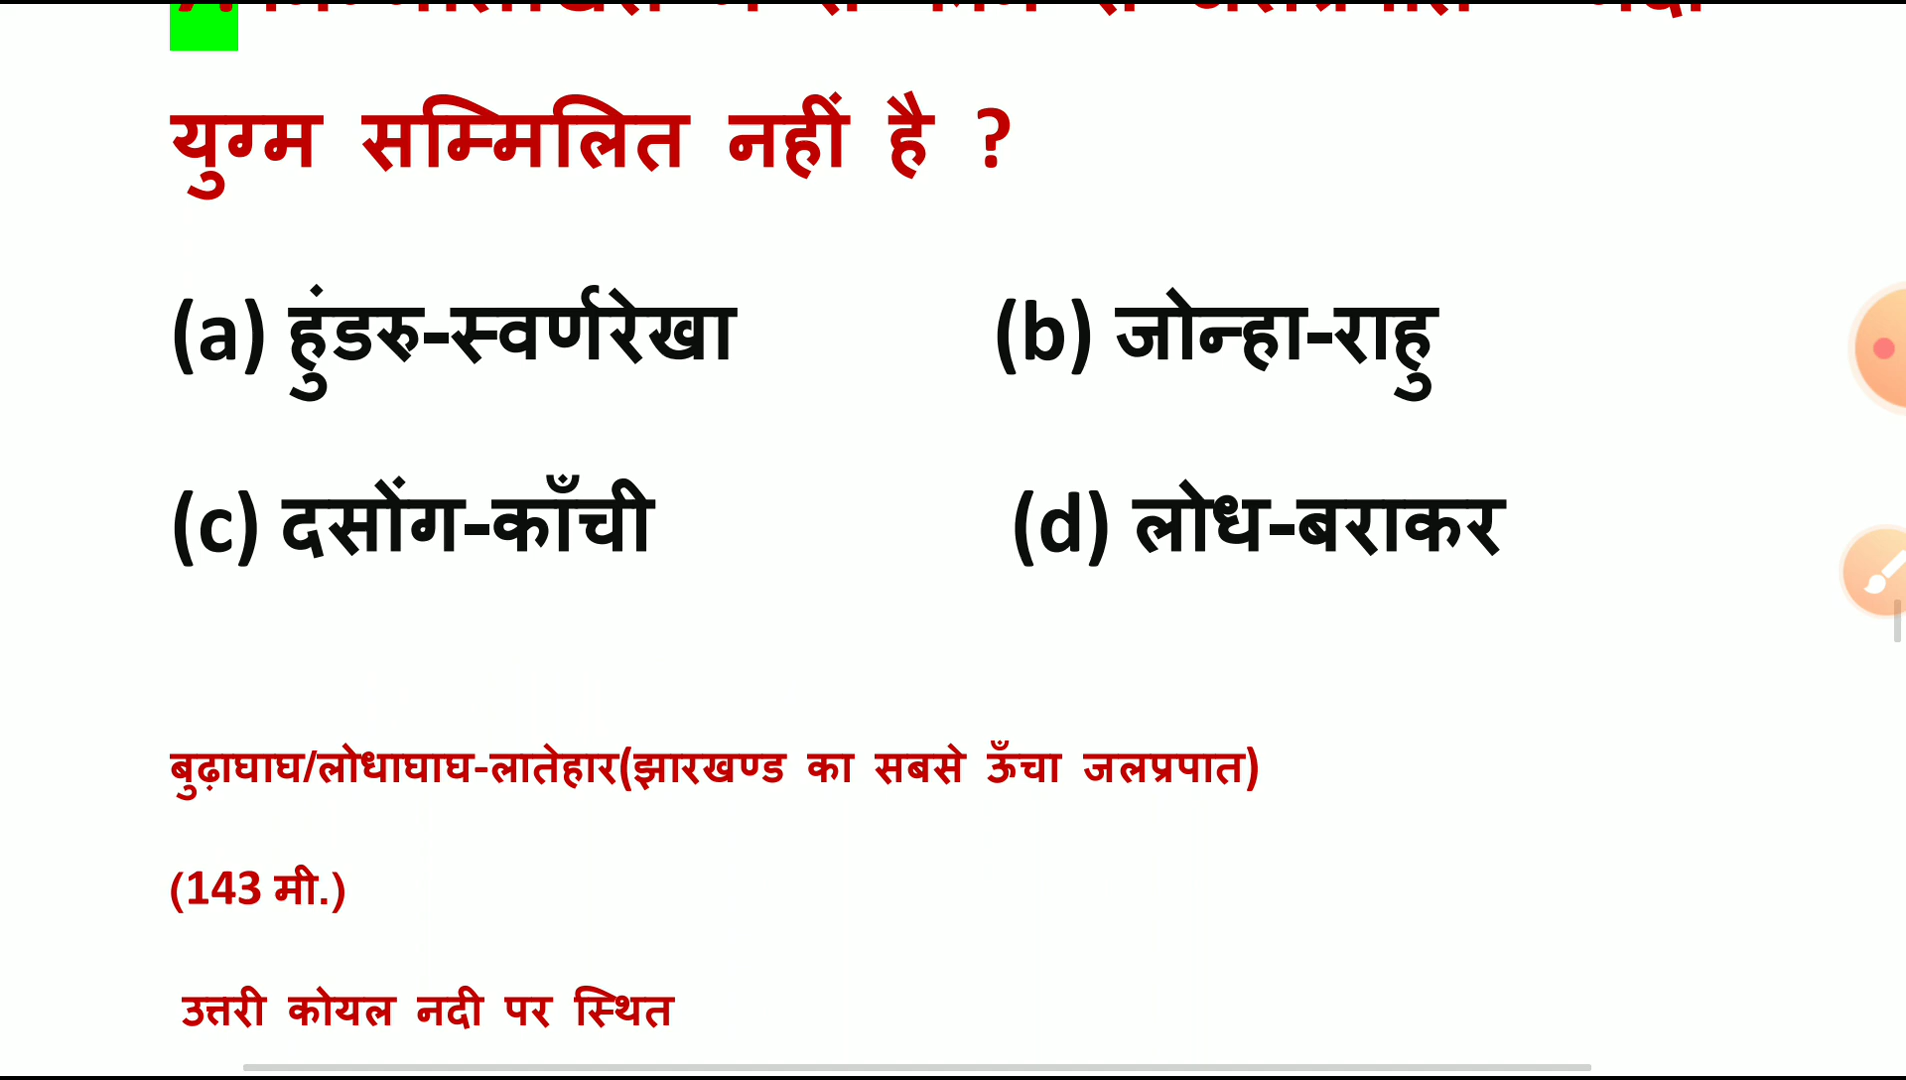 युग्म सम्मिलित नहीं है ?
(a) हुंडरु-स्वर्णरेखा (b) जोन्हा-राहु
(c) दसोंग-काँची (d) लोध-बराकर
बुढ़ाघाघ/लोधाघाघ-लातेहार(झारखण्ड का सबसे ऊँचा जलप्रपात)
(143 मी.)
उत्तरी कोयल नदी पर स्थित